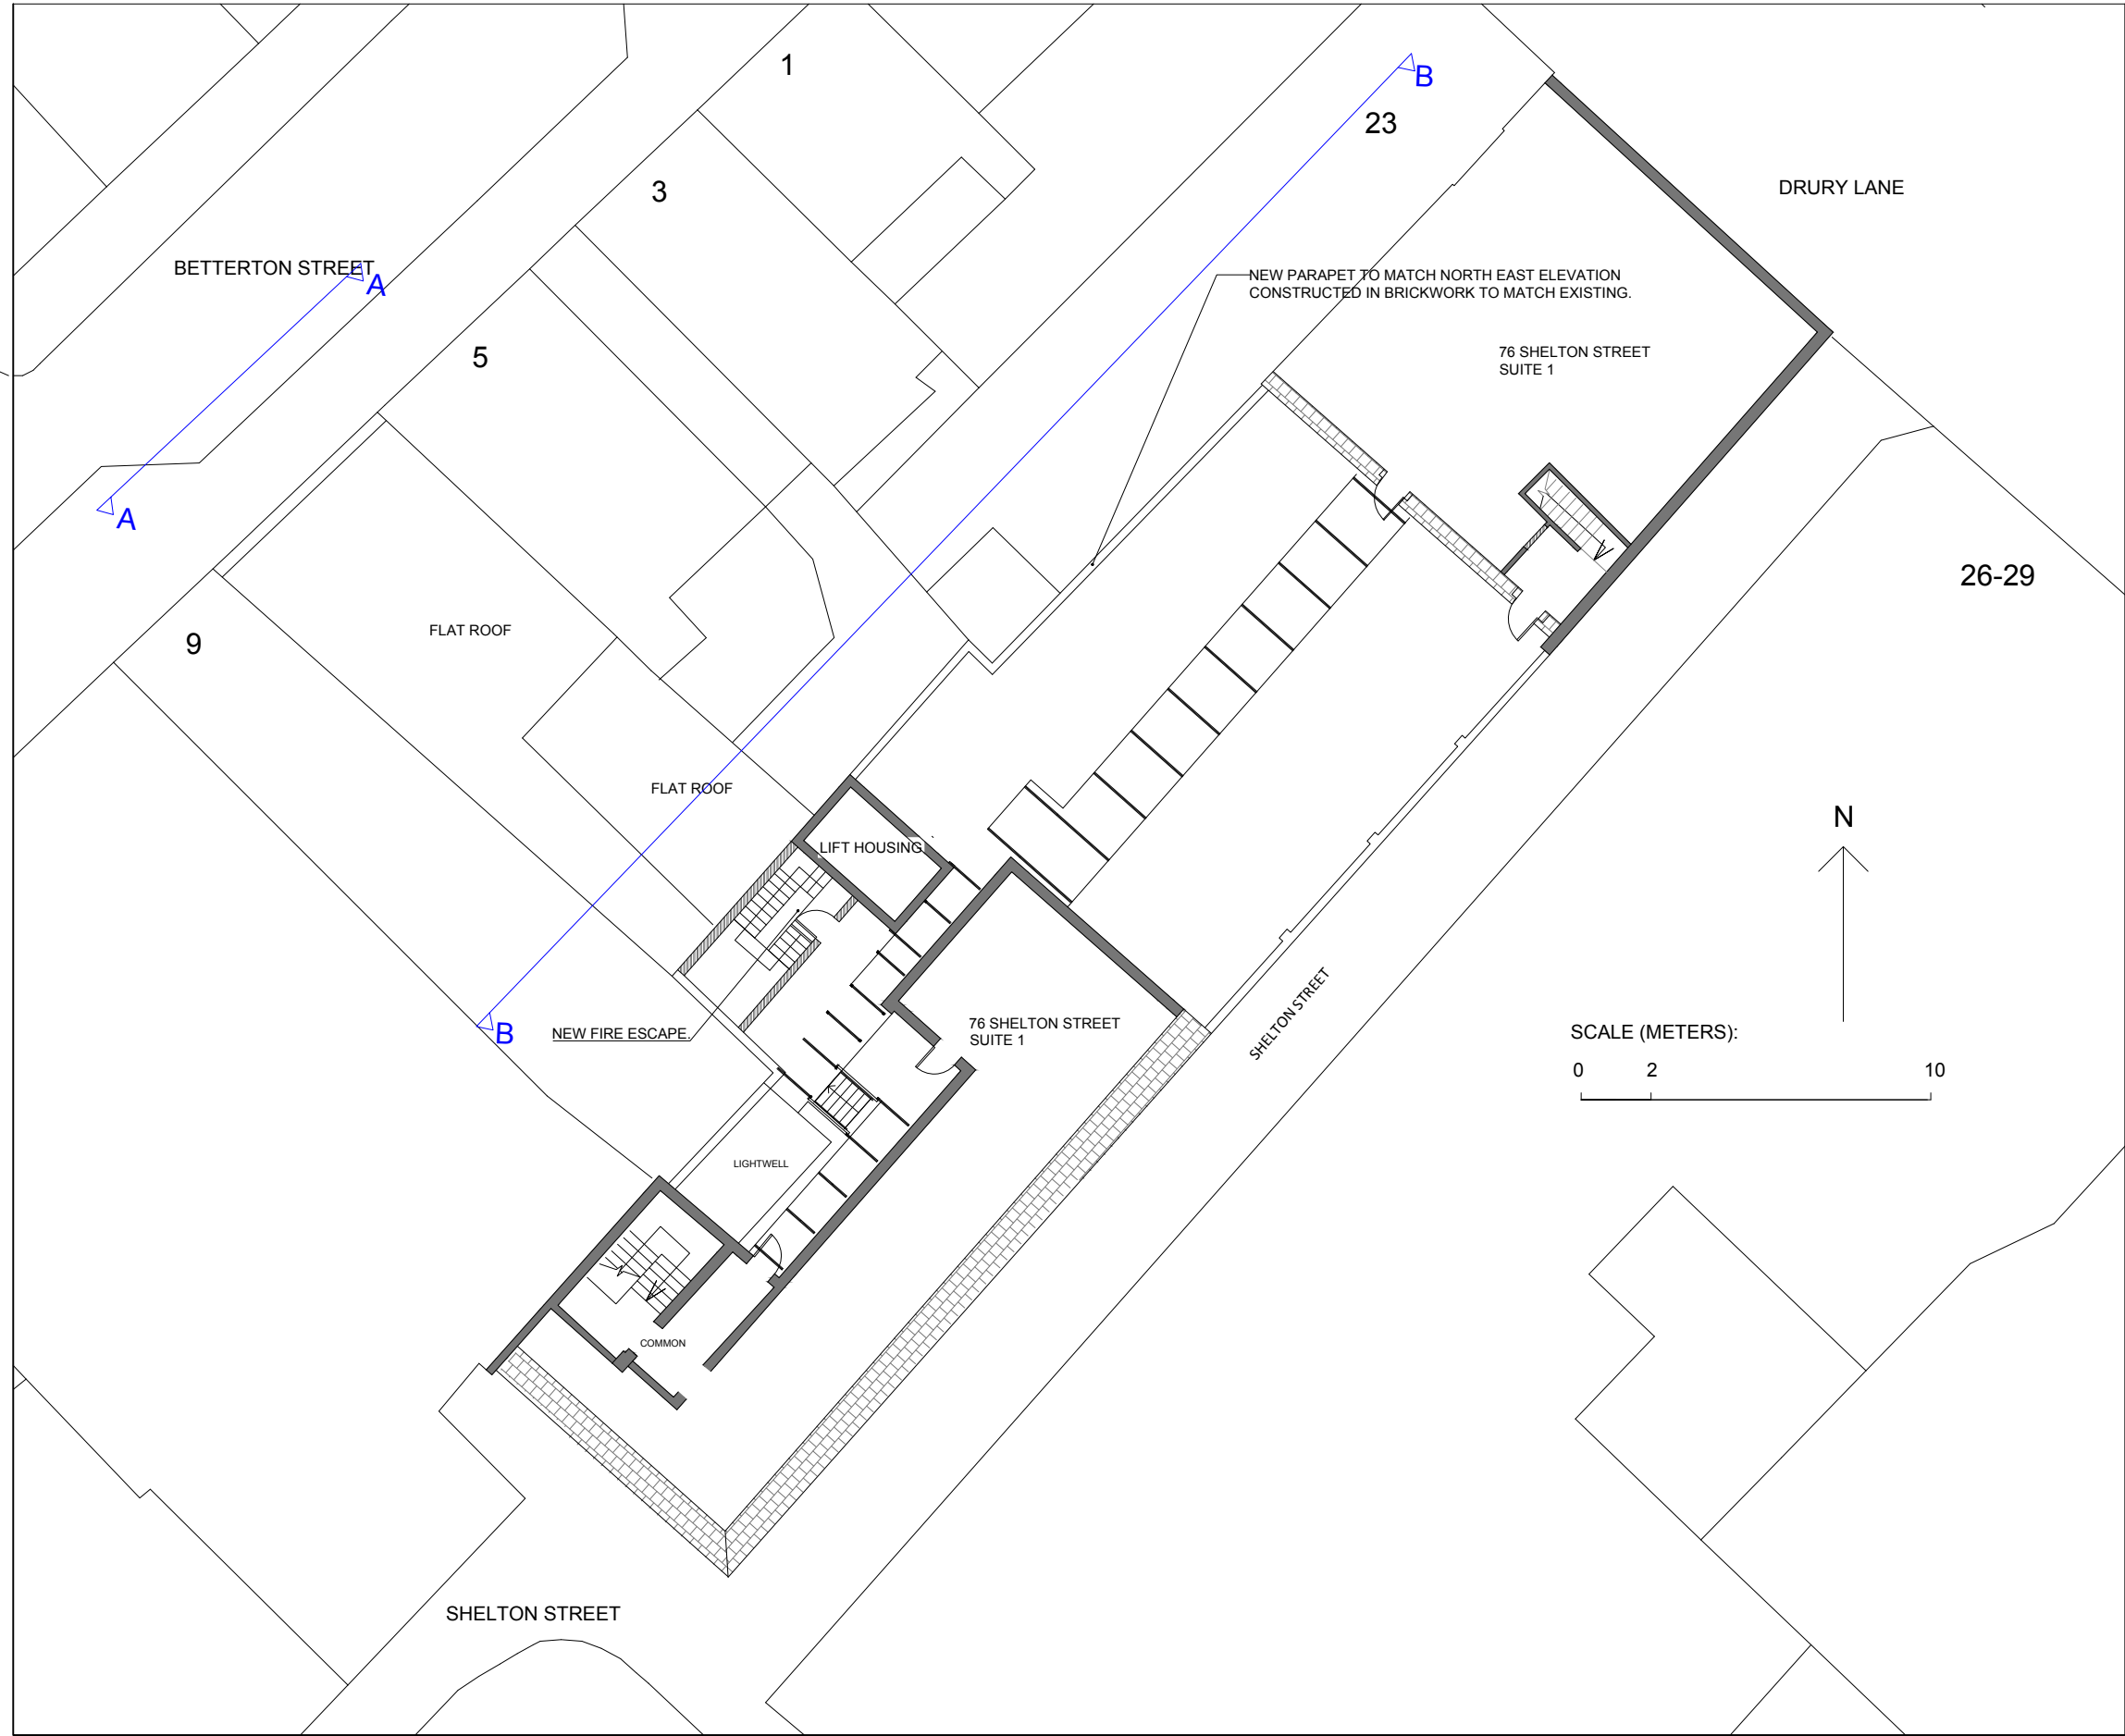 1
B
23
3
DRURY LANE
BETTERTON STREET
A
NEW PARAPET TO MATCH NORTH EAST ELEVATION
CONSTRUCTED IN BRICKWORK TO MATCH EXISTING.
5
76 SHELTON STREET
SUITE 1
A
26-29
FLAT ROOF
9
FLAT ROOF
N
LIFT HOUSING
SHELTON STREET
76 SHELTON STREET
SUITE 1
B
NEW FIRE ESCAPE.
SCALE (METERS):
0 2 10
LIGHTWELL
COMMON
SHELTON STREET